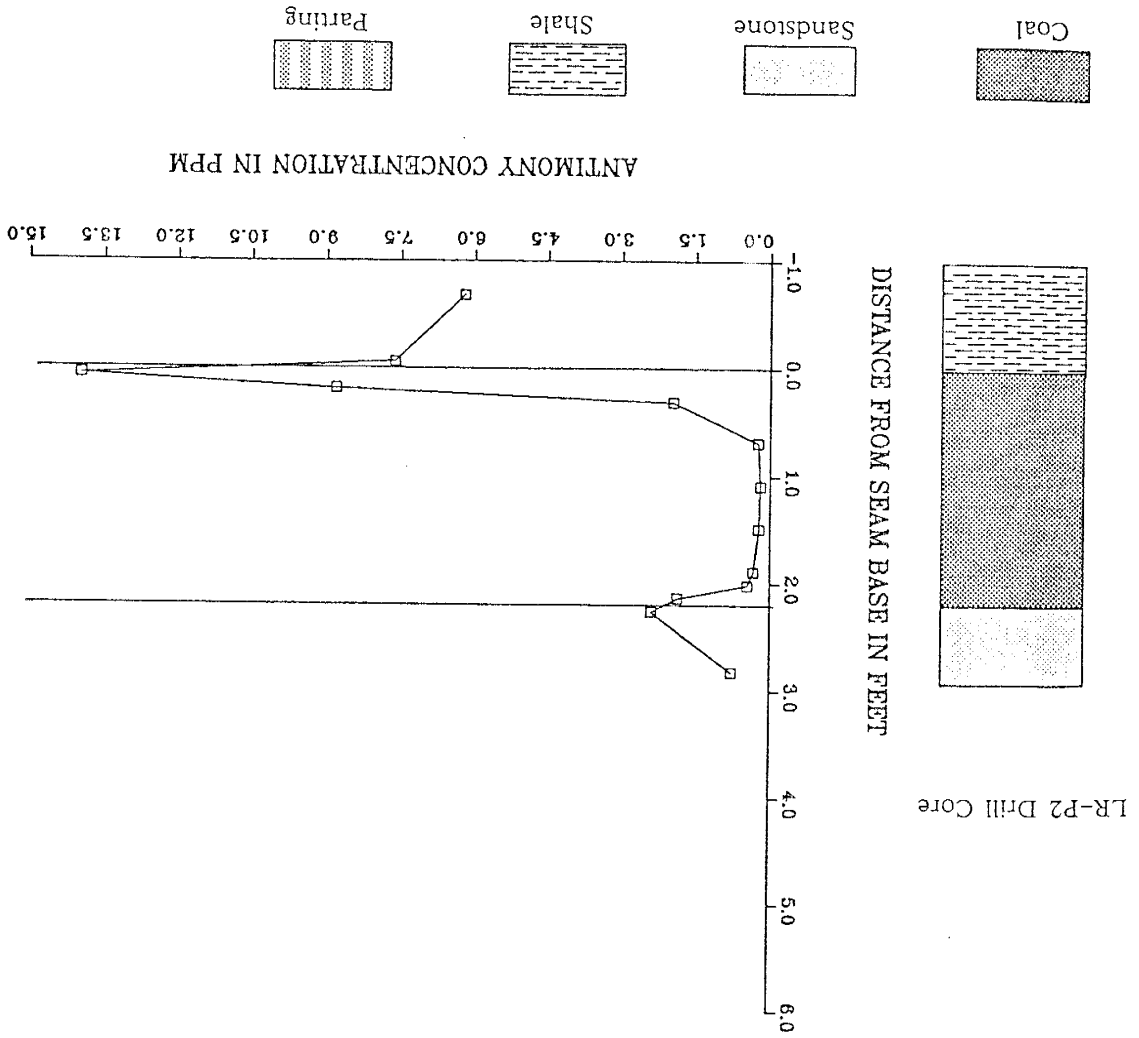 LR-P2 Drill Core
DISTANCE FROM SEAM BASE IN FEET
6.0
5.0
4.0
3.0
2.0
1.0
0.0
-1.0
0.0 1.5 3.0 4.5 6.0 7.5 9.0 10.5 12.0 13.5 15.0
ANTIMONY CONCENTRATION IN PPM
Coal Sandstone Shale Parting